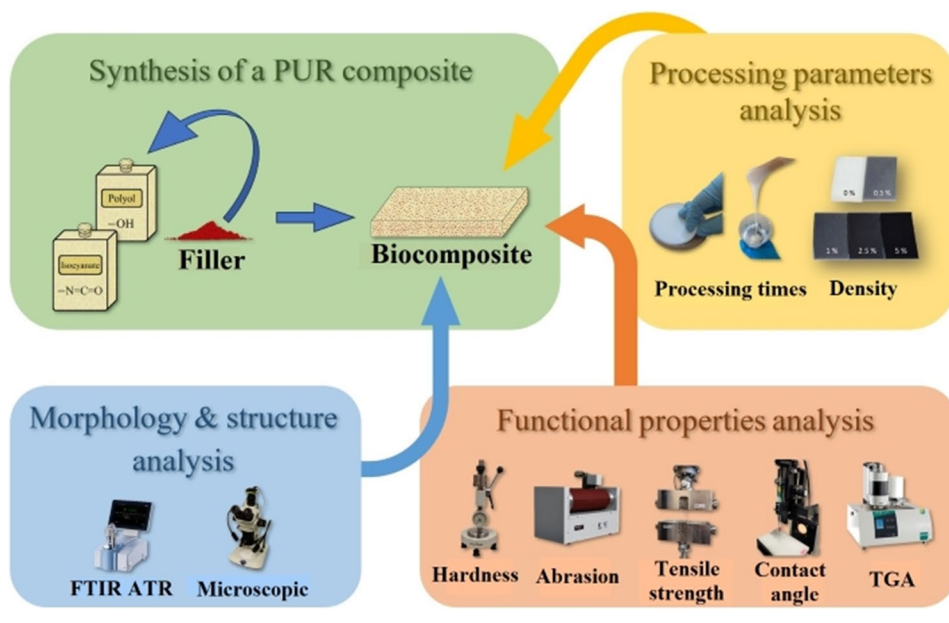 Synthesis of a PUR composite
Polyol
–OH
Isocyanate
–N=C=O
Filler
Biocomposite
Processing parameters
analysis
0 %
0.5 %
1 %
2.5 %
5 %
Processing times
Density
Morphology & structure
analysis
FTIR ATR
Microscopic
Functional properties analysis
Hardness
Abrasion
Tensile
strength
Contact
angle
TGA